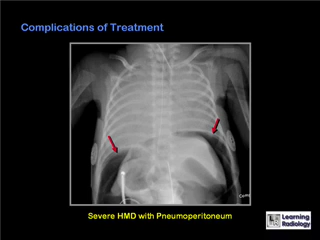 Complications of Treatment
Severe HMD with Pneumoperitoneum
Learning
Radiology